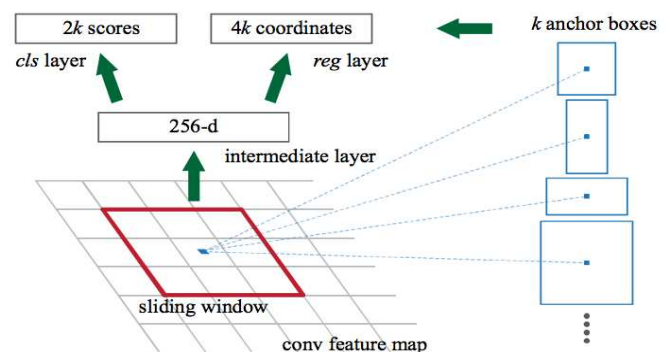 2k scores
4k coordinates
k anchor boxes
cls layer
reg layer
256-d
intermediate layer
sliding window
conv feature map